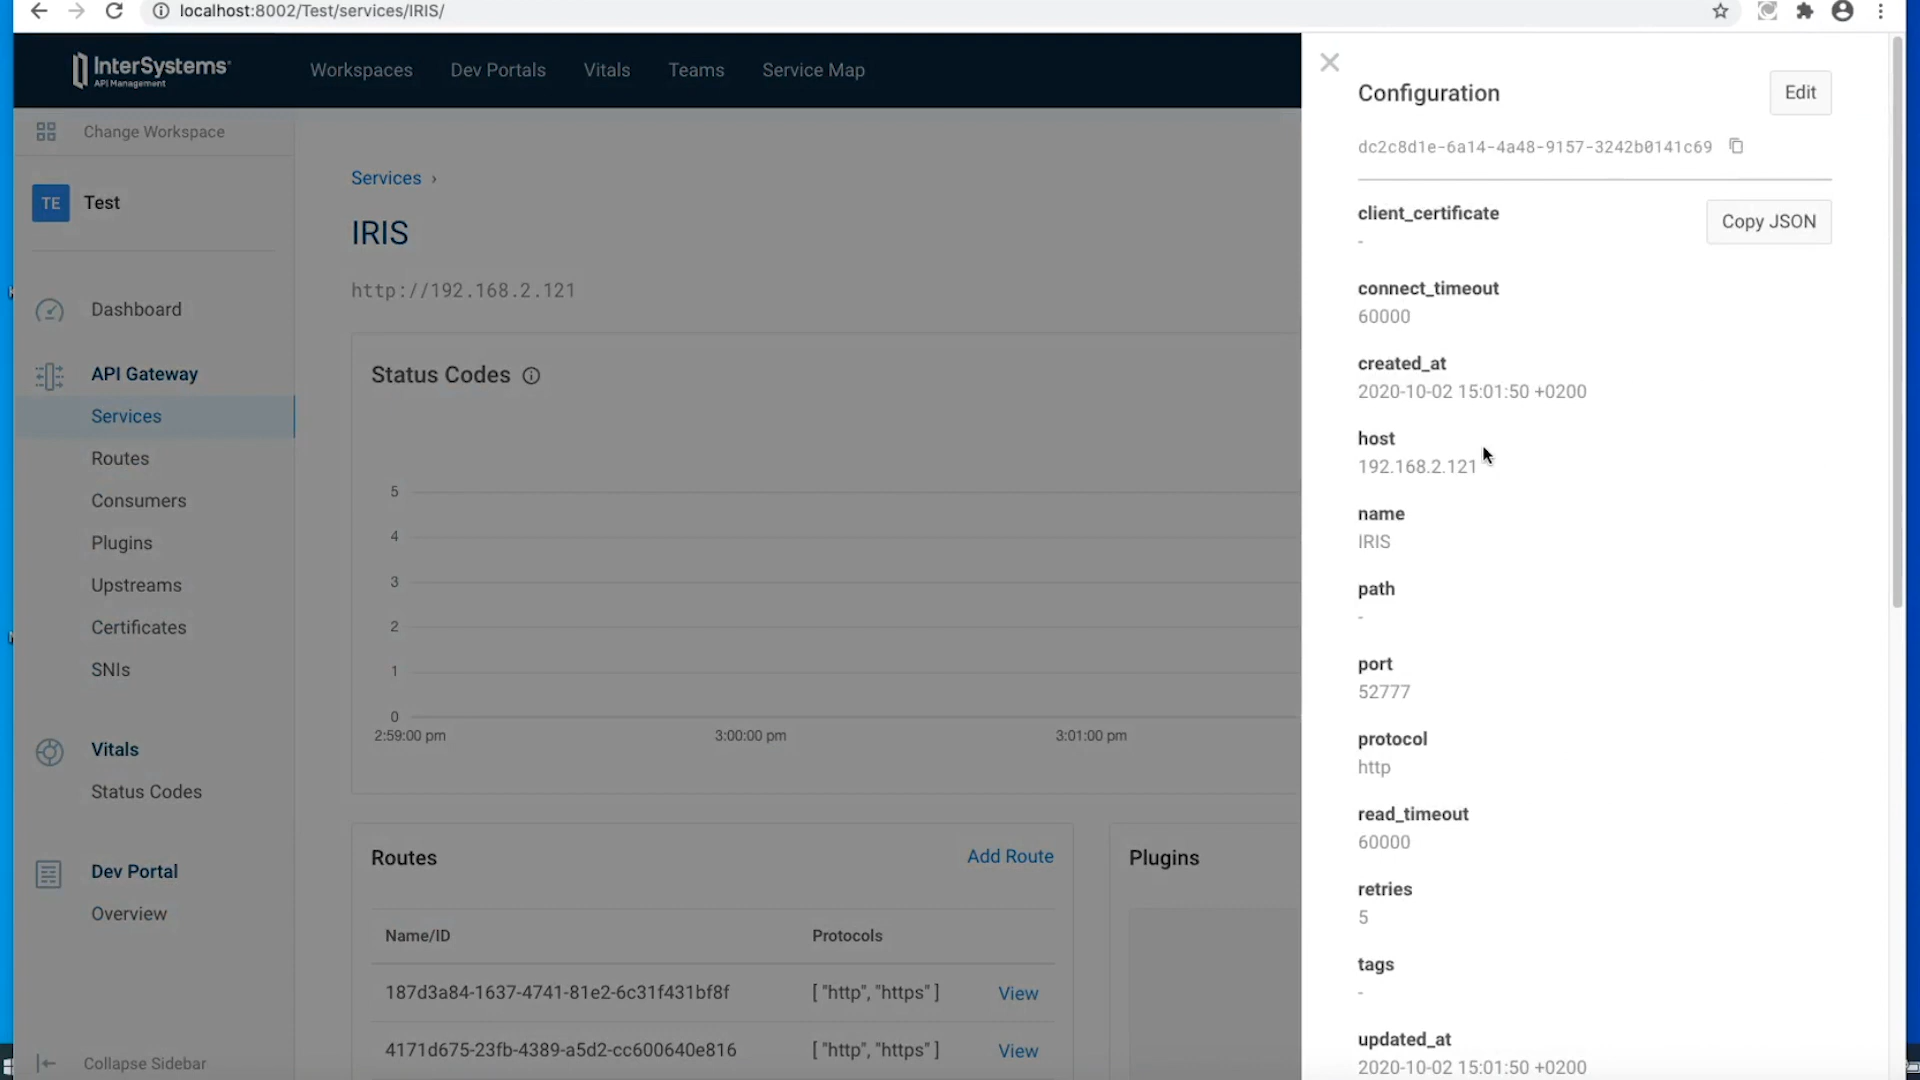 localhost:8002/Test/services/IRIS/
InterSystems
API Management
Workspaces
Dev Portals
Vitals
Teams
Service Map
Change Workspace
TE
Test
Dashboard
API Gateway
Services
Routes
Consumers
Plugins
Upstreams
Certificates
SNIs
Vitals
Status Codes
Dev Portal
Overview
Collapse Sidebar
Services ›
IRIS
http://192.168.2.121
Status Codes
5
4
3
2
1
0
2:59:00 pm
3:00:00 pm
3:01:00 pm
Routes
Add Route
Name/ID
Protocols
187d3a84-1637-4741-81e2-6c31f431bf8f
[ "http", "https" ]
View
4171d675-23fb-4389-a5d2-cc600640e816
[ "http", "https" ]
View
Plugins
Configuration
Edit
dc2c8d1e-6a14-4a48-9157-3242b0141c69
client_certificate
-
Copy JSON
connect_timeout
60000
created_at
2020-10-02 15:01:50 +0200
host
192.168.2.121
name
IRIS
path
-
port
52777
protocol
http
read_timeout
60000
retries
5
tags
-
updated_at
2020-10-02 15:01:50 +0200